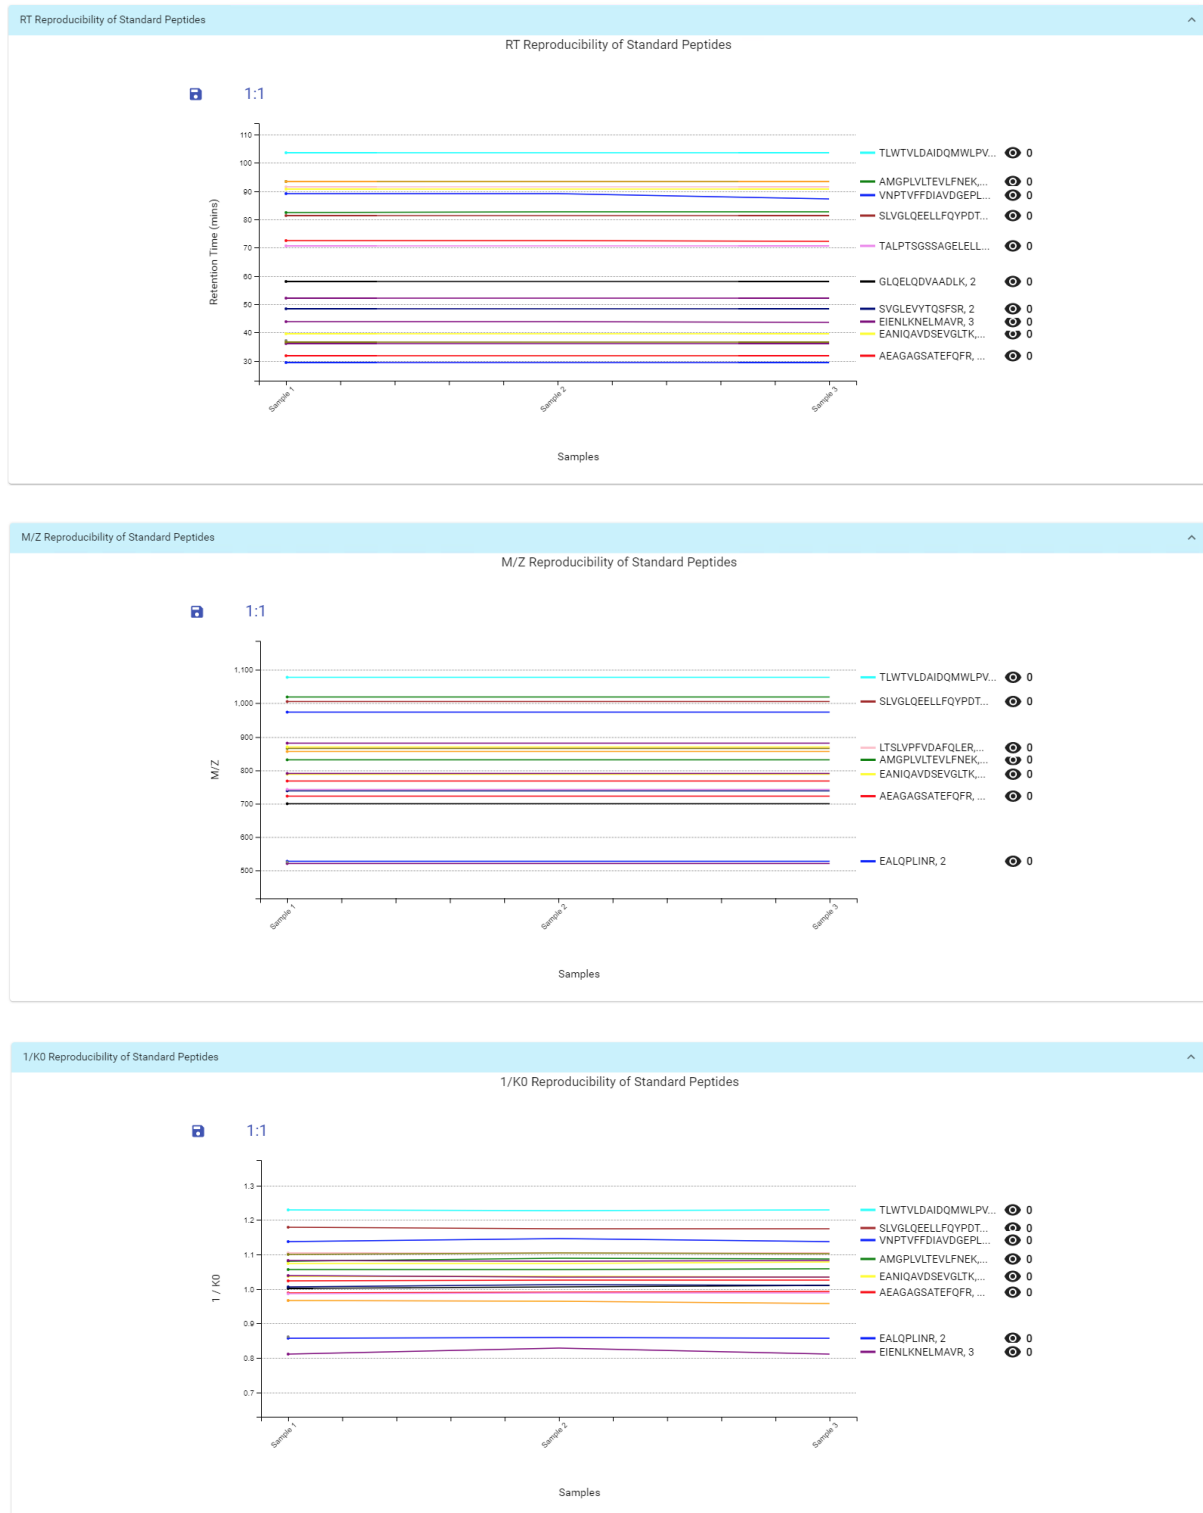 RT Reproducibility of Standard Peptides
RT Reproducibility of Standard Peptides
1:1
110
100
90
80
70
60
50
40
30
Retention Time (mins)
TLWTVLDAIDQMWLPV... 0
AMGPLVLTEVLFNEK,... 0
VNPTVFFDIAVDGEPL... 0
SLVGLQEELLFQYPDT... 0
TALPTSGSSAGELELL... 0
GLQELQDVAADLK, 2 0
SVGLEVYTQSFSR, 2 0
EIENLKNELMAVR, 3 0
EANIQAVDSEVGLTK,... 0
AEAGAGSATEFQFR, ... 0
Sample 1
Sample 2
Sample 3
Samples
M/Z Reproducibility of Standard Peptides
M/Z Reproducibility of Standard Peptides
1:1
1,100
1,000
900
800
700
600
500
M/Z
TLWTVLDAIDQMWLPV... 0
SLVGLQEELLFQYPDT... 0
LTSLVPFVDAFQLER,... 0
AMGPLVLTEVLFNEK,... 0
EANIQAVDSEVGLTK,... 0
AEAGAGSATEFQFR, ... 0
EALQPLINR, 2 0
Sample 1
Sample 2
Sample 3
Samples
1/K0 Reproducibility of Standard Peptides
1/K0 Reproducibility of Standard Peptides
1:1
1.3
1.2
1.1
1.0
0.9
0.8
0.7
1 / K0
TLWTVLDAIDQMWLPV... 0
SLVGLQEELLFQYPDT... 0
VNPTVFFDIAVDGEPL... 0
AMGPLVLTEVLFNEK,... 0
EANIQAVDSEVGLTK,... 0
AEAGAGSATEFQFR, ... 0
EALQPLINR, 2 0
EIENLKNELMAVR, 3 0
Sample 1
Sample 2
Sample 3
Samples